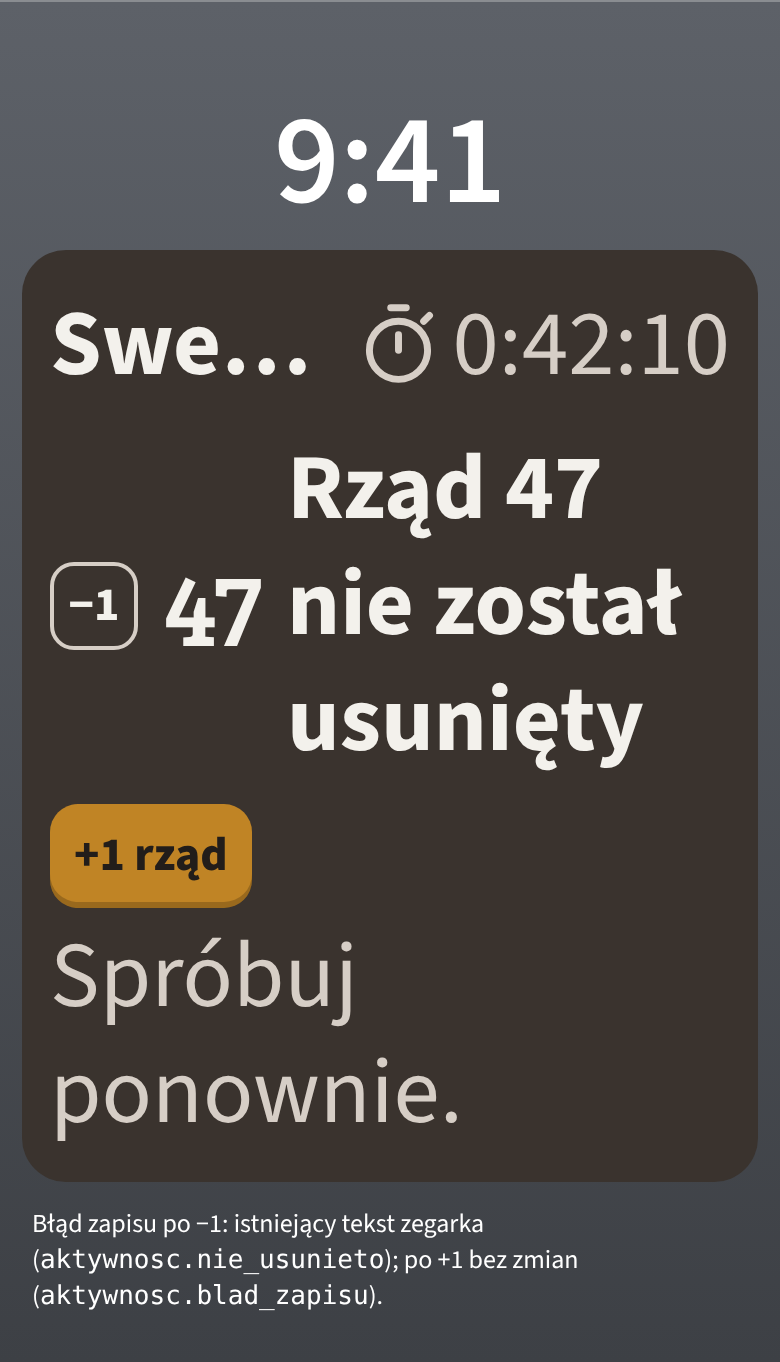 9:41
Swe... 0:42:10
Rząd 47
−1 47 nie został
usunięty
+1 rząd
Spróbuj
ponownie.
Błąd zapisu po −1: istniejący tekst zegarka
(aktywnosc.nie_usunieto); po +1 bez zmian
(aktywnosc.blad_zapisu).